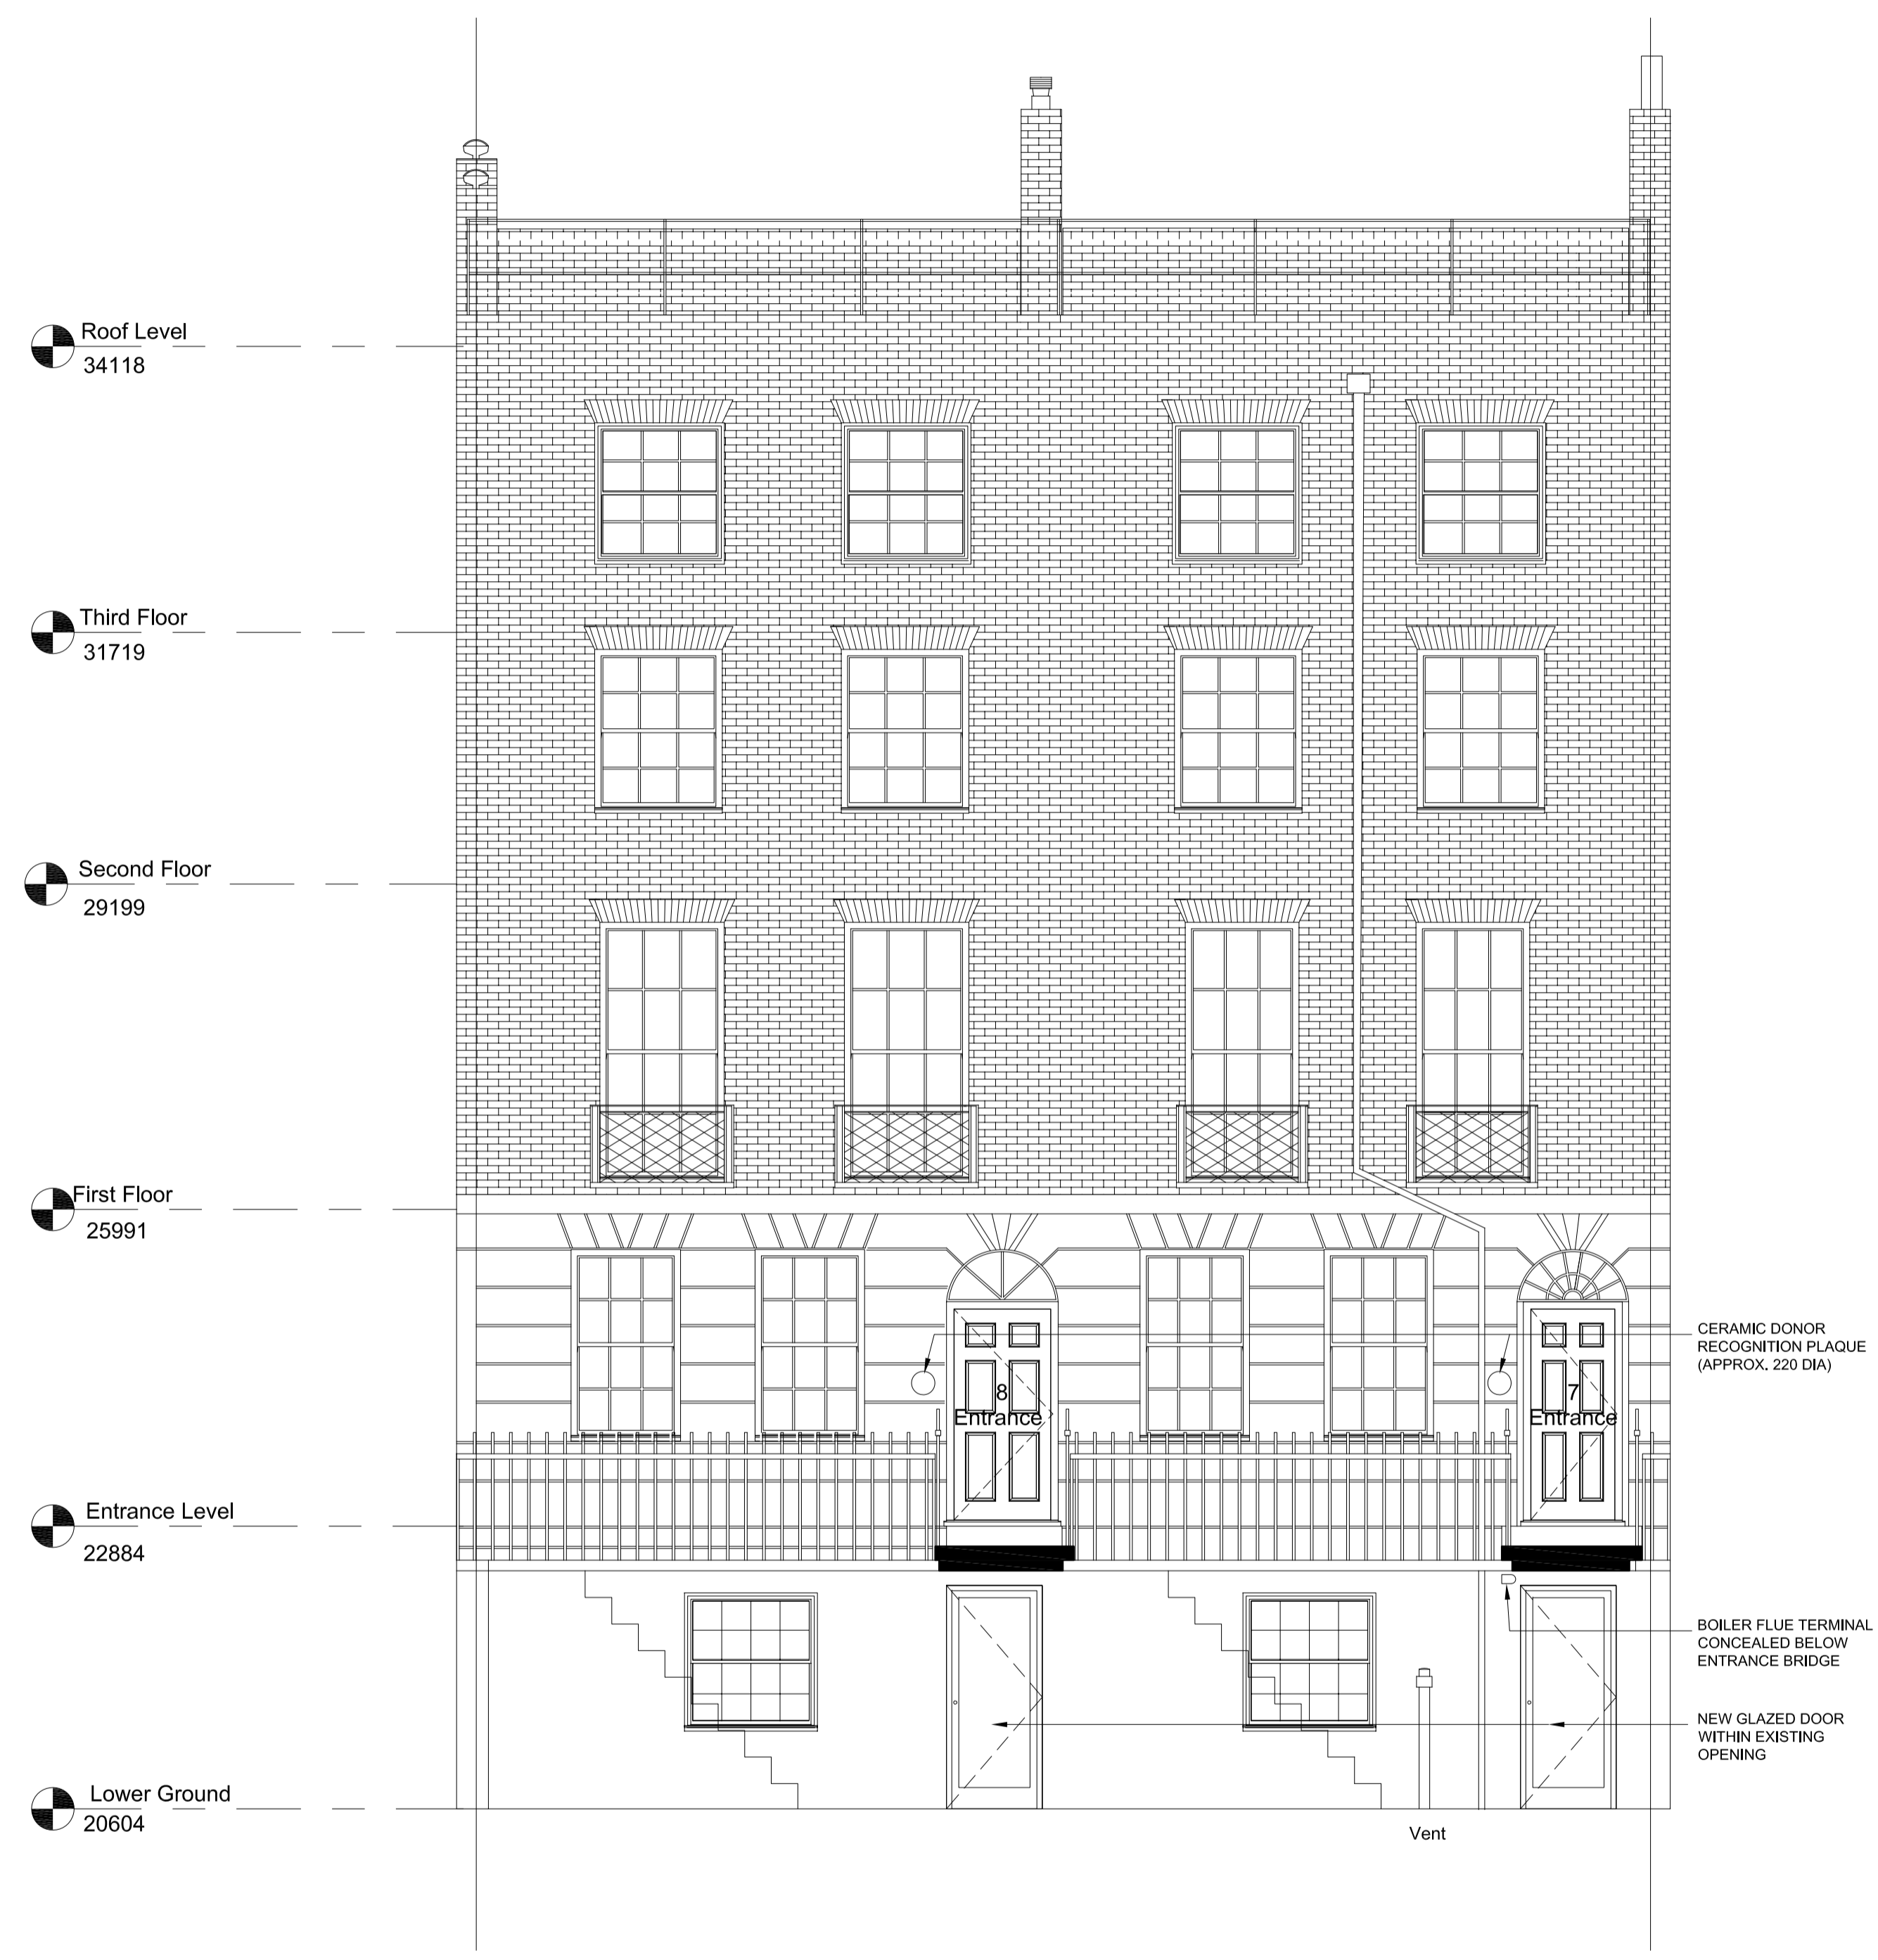 Roof Level
34118
Third Floor
31719
Second Floor
29199
First Floor
25991
CERAMIC DONOR
RECOGNITION PLAQUE
(APPROX. 220 DIA)
8
Entrance
7
Entrance
Entrance Level
22884
BOILER FLUE TERMINAL
CONCEALED BELOW
ENTRANCE BRIDGE
NEW GLAZED DOOR
WITHIN EXISTING
OPENING
Lower Ground
20604
Vent